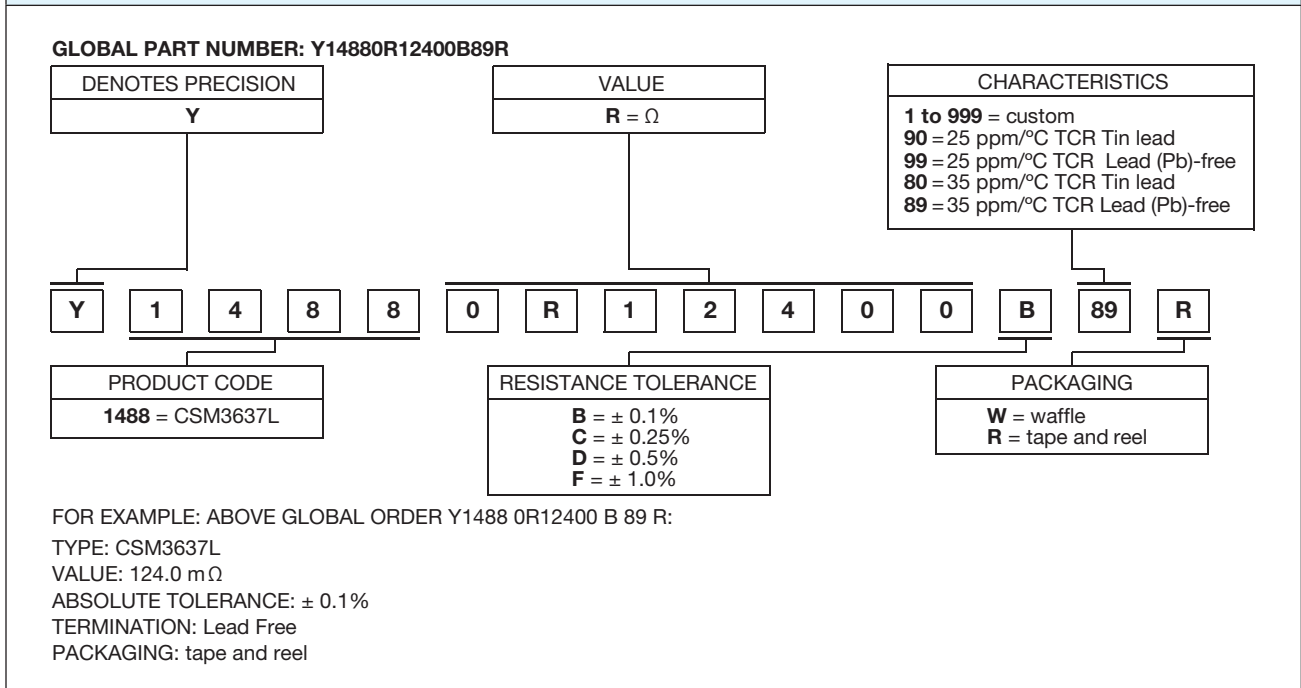 GLOBAL PART NUMBER: Y14880R12400B89R
DENOTES PRECISION
Y
VALUE
R = Ω
CHARACTERISTICS
1 to 999 = custom
90 = 25 ppm/ºC TCR Tin lead
99 = 25 ppm/ºC TCR Lead (Pb)-free
80 = 35 ppm/ºC TCR Tin lead
89 = 35 ppm/ºC TCR Lead (Pb)-free
Y 1 4 8 8 0 R 1 2 4 0 0 B 89 R
PRODUCT CODE
1488 = CSM3637L
RESISTANCE TOLERANCE
B = ± 0.1%
C = ± 0.25%
D = ± 0.5%
F = ± 1.0%
PACKAGING
W = waffle
R = tape and reel
FOR EXAMPLE: ABOVE GLOBAL ORDER Y1488 0R12400 B 89 R:
TYPE: CSM3637L
VALUE: 124.0 mΩ
ABSOLUTE TOLERANCE: ± 0.1%
TERMINATION: Lead Free
PACKAGING: tape and reel